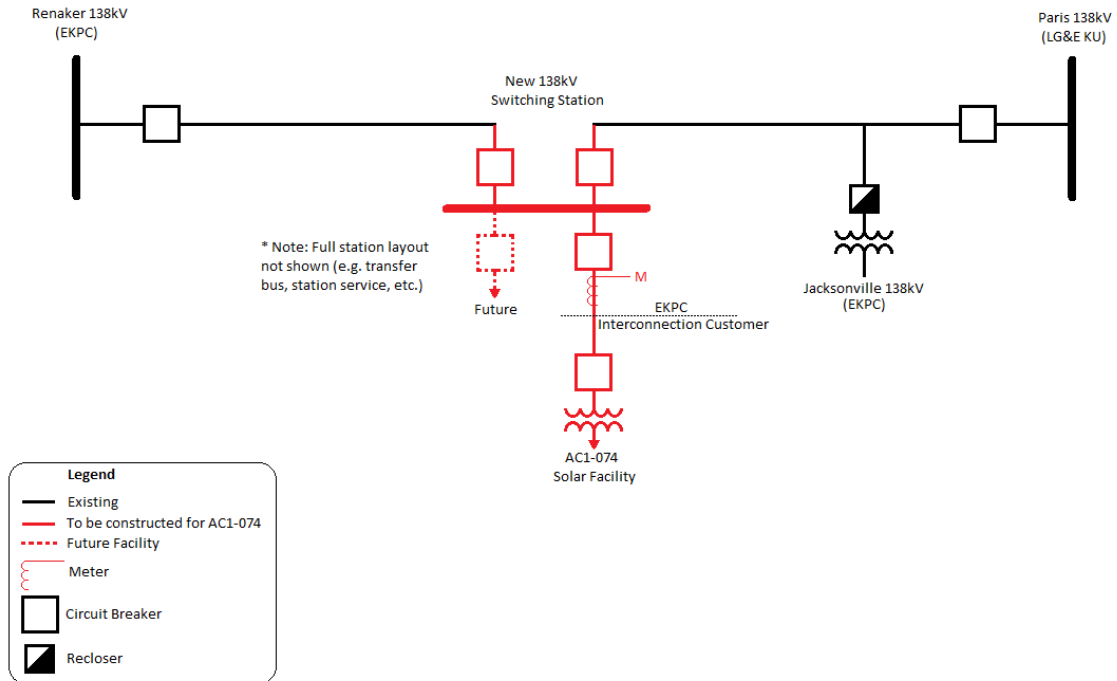 Renaker 138kV
(EKPC)
Paris 138kV
(LG&E KU)
New 138kV
Switching Station
* Note: Full station layout
not shown (e.g. transfer
bus, station service, etc.)
M
Future
EKPC
Interconnection Customer
Jacksonville 138kV
(EKPC)
AC1-074
Solar Facility
Legend
Existing
To be constructed for AC1-074
Future Facility
Meter
Circuit Breaker
Recloser